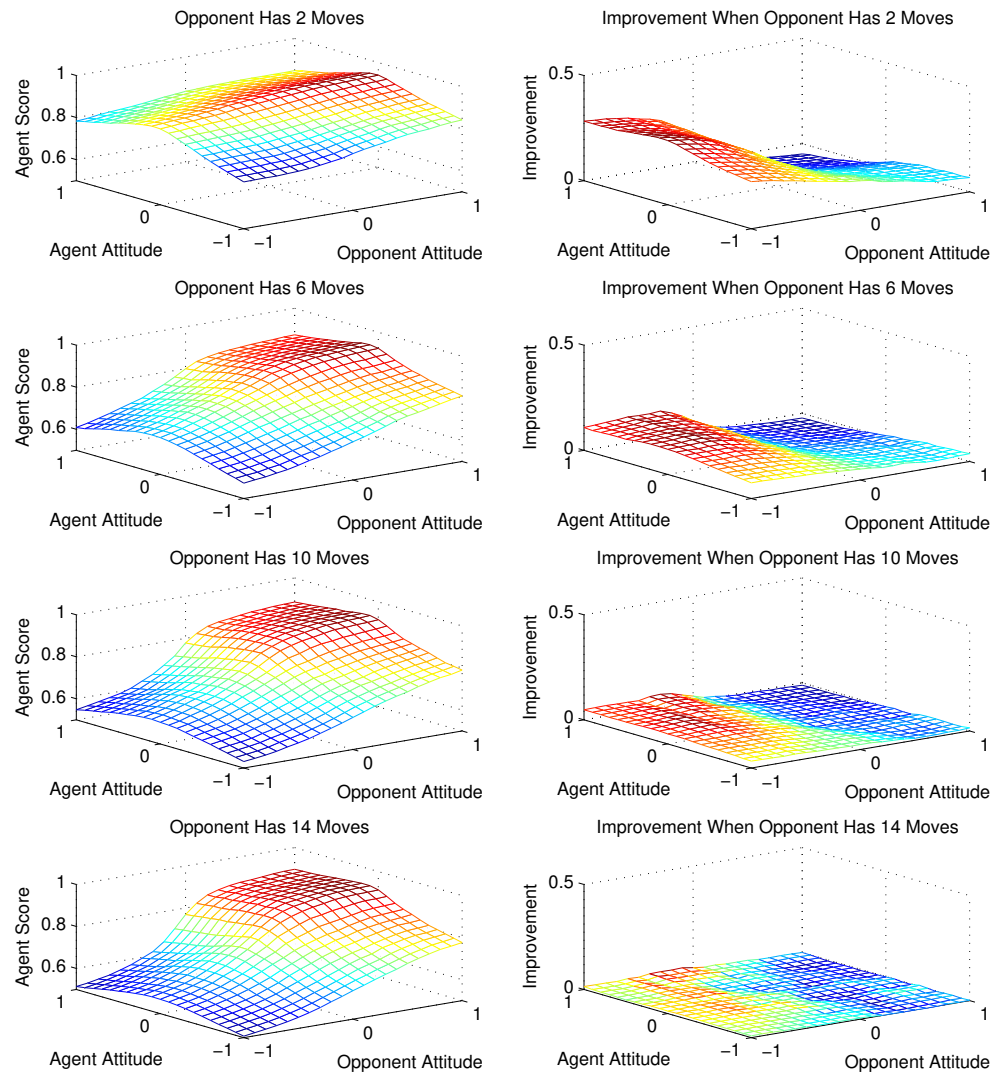 Opponent Has 2 Moves
Agent Score
1
0.8
0.6
1
0
−1
Agent Attitude
−1
0
1
Opponent Attitude
Improvement When Opponent Has 2 Moves
Improvement
0.5
0
1
0
−1
Agent Attitude
−1
0
1
Opponent Attitude
Opponent Has 6 Moves
Agent Score
1
0.8
0.6
1
0
−1
Agent Attitude
−1
0
1
Opponent Attitude
Improvement When Opponent Has 6 Moves
Improvement
0.5
0
1
0
−1
Agent Attitude
−1
0
1
Opponent Attitude
Opponent Has 10 Moves
Agent Score
1
0.8
0.6
1
0
−1
Agent Attitude
−1
0
1
Opponent Attitude
Improvement When Opponent Has 10 Moves
Improvement
0.5
0
1
0
−1
Agent Attitude
−1
0
1
Opponent Attitude
Opponent Has 14 Moves
Agent Score
1
0.8
0.6
1
0
−1
Agent Attitude
−1
0
1
Opponent Attitude
Improvement When Opponent Has 14 Moves
Improvement
0.5
0
1
0
−1
Agent Attitude
−1
0
1
Opponent Attitude